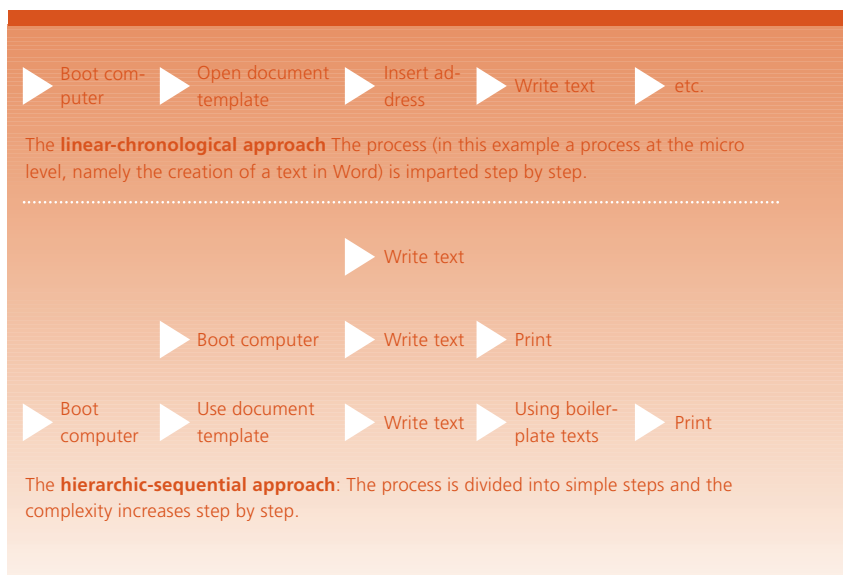 Boot com-
puter
Open document
template
Insert ad-
dress
Write text
etc.
The linear-chronological approach The process (in this example a process at the micro
level, namely the creation of a text in Word) is imparted step by step.
Write text
Boot computer
Write text
Print
Boot
computer
Use document
template
Write text
Using boiler-
plate texts
Print
The hierarchic-sequential approach: The process is divided into simple steps and the
complexity increases step by step.